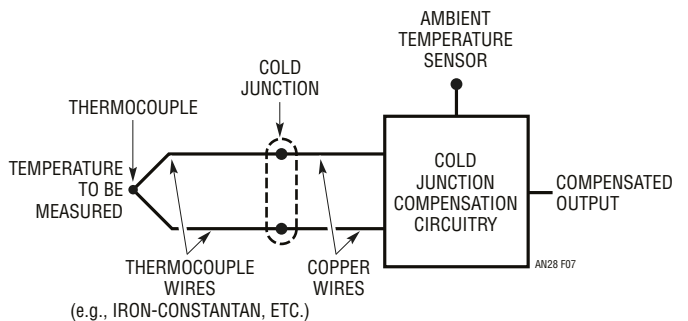 AMBIENT
TEMPERATURE
SENSOR
COLD
JUNCTION
THERMOCOUPLE
TEMPERATURE
TO BE
MEASURED
COLD
JUNCTION
COMPENSATION
CIRCUITRY
COMPENSATED
OUTPUT
THERMOCOUPLE
WIRES
(e.g., IRON-CONSTANTAN, ETC.)
COPPER
WIRES
AN28 F07